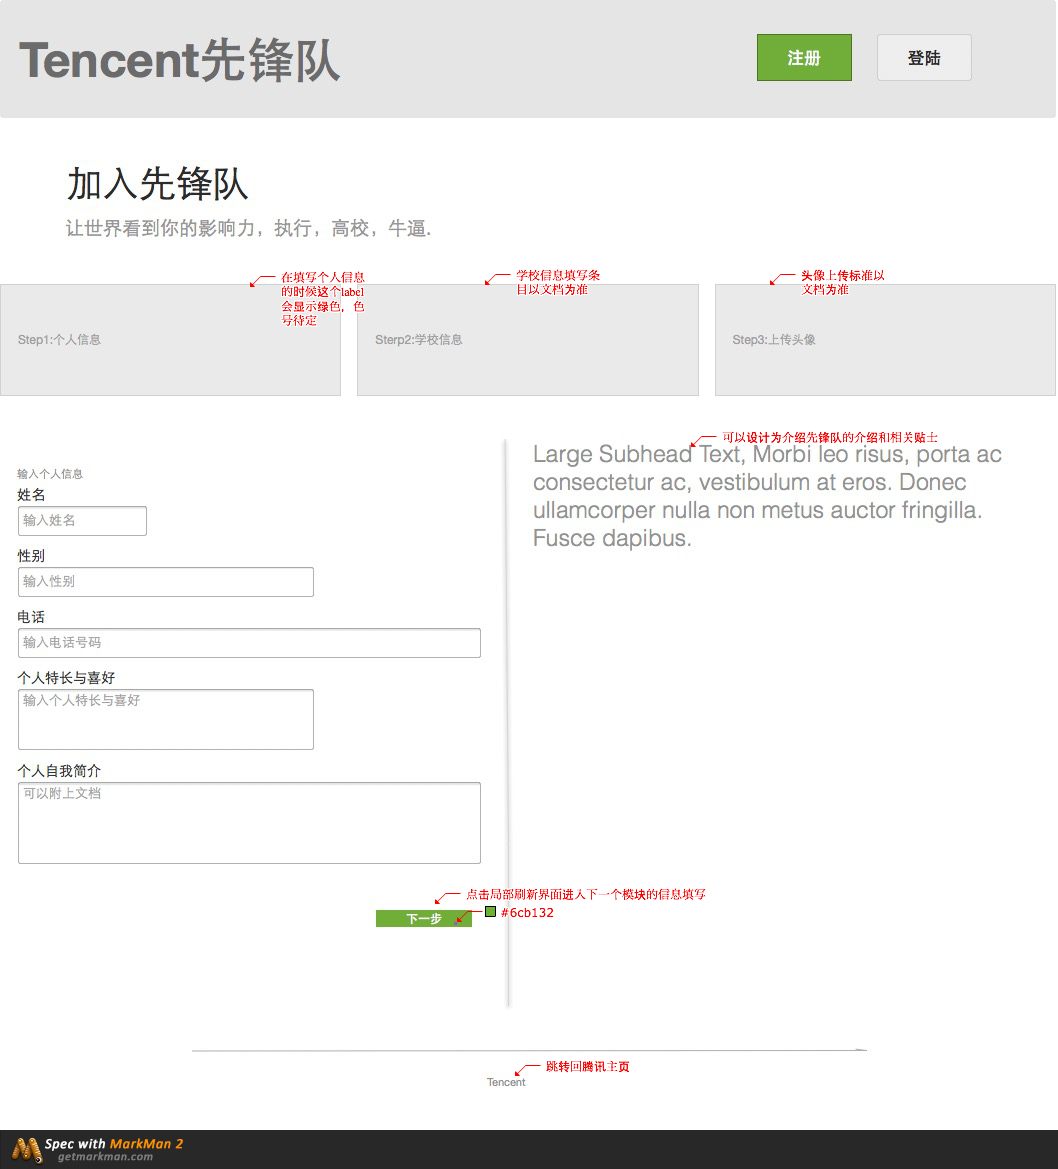 Tencent先锋队
注册
登陆
加入先锋队
让世界看到你的影响力，执行，高校，牛逼.
在填写个人信息
的时候这个label
会显示绿色，色
号待定
学校信息填写条
目以文档为准
头像上传标准以
文档为准
Step1:个人信息
Sterp2:学校信息
Step3:上传头像
可以设计为介绍先锋队的介绍和相关贴士
Large Subhead Text, Morbi leo risus, porta ac
consectetur ac, vestibulum at eros. Donec
ullamcorper nulla non metus auctor fringilla.
Fusce dapibus.
输入个人信息
姓名
输入姓名
性别
输入性别
电话
输入电话号码
个人特长与喜好
输入个人特长与喜好
个人自我简介
可以附上文档
点击局部刷新界面进入下一个模块的信息填写
下一步
#6cb132
跳转回腾讯主页
Tencent
Spec with MarkMan 2
getmarkman.com